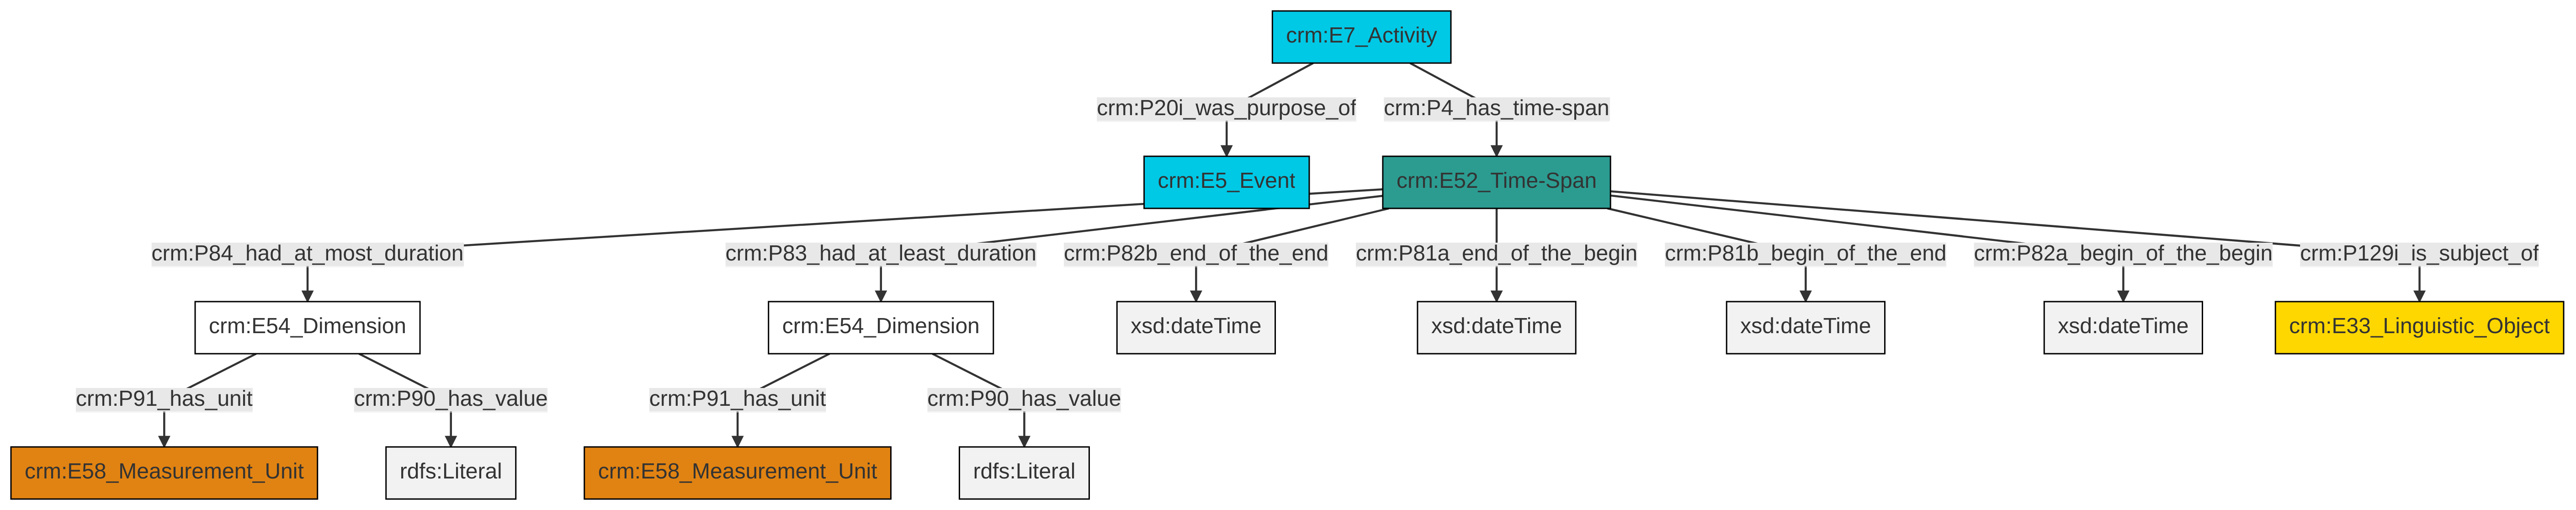 crm:E7_Activity
crm:P20i_was_purpose_of
crm:P4_has_time-span
crm:E5_Event
crm:E52_Time-Span
crm:P84_had_at_most_duration
crm:P83_had_at_least_duration
crm:P82b_end_of_the_end
crm:P81a_end_of_the_begin
crm:P81b_begin_of_the_end
crm:P82a_begin_of_the_begin
crm:P129i_is_subject_of
crm:E54_Dimension
crm:E54_Dimension
xsd:dateTime
xsd:dateTime
xsd:dateTime
xsd:dateTime
crm:E33_Linguistic_Object
crm:P91_has_unit
crm:P90_has_value
crm:P91_has_unit
crm:P90_has_value
crm:E58_Measurement_Unit
rdfs:Literal
crm:E58_Measurement_Unit
rdfs:Literal